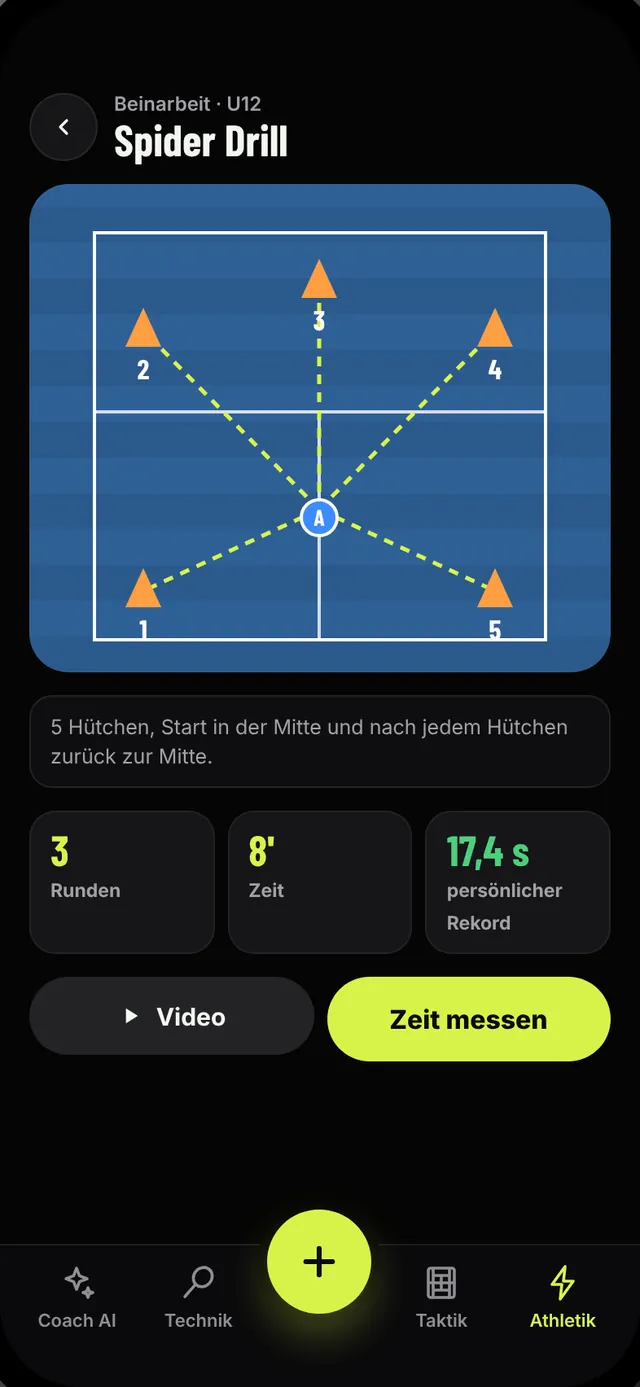 Beinarbeit · U12
Spider Drill
3
2
4
A
1
5
5 Hütchen, Start in der Mitte und nach jedem Hütchen
zurück zur Mitte.
3
Runden
8'
Zeit
17,4 s
persönlicher
Rekord
Video
Zeit messen
Coach AI
Technik
Taktik
Athletik